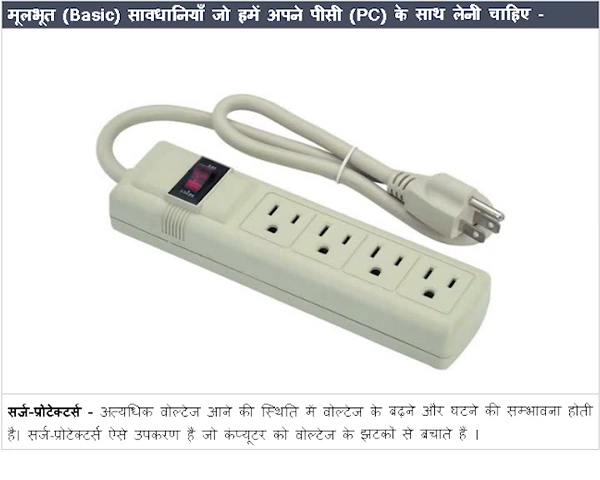 मूलभूत (Basic) सावधानियाँ जो हमें अपने पीसी (PC) के साथ लेनी चाहिए -
सर्ज-प्रोटेक्टर्स - अत्यधिक वोल्टेज आने की स्थिति में वोल्टेज के बढ़ने और घटने की सम्भावना होती
है। सर्ज-प्रोटेक्टर्स ऐसे उपकरण है जो कंप्यूटर को वोल्टेज के झटकों से बचाते हैं ।